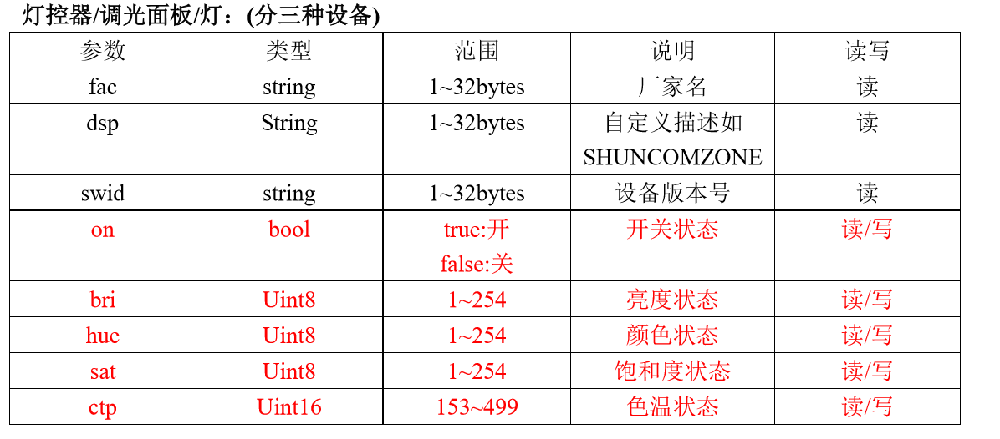 灯控器/调光面板/灯：(分三种设备)
参数 类型 范围 说明 读写
fac string 1~32bytes 厂家名 读
dsp String 1~32bytes 自定义描述如 读
SHUNCOMZONE
swid string 1~32bytes 设备版本号 读
on bool true:开 开关状态 读/写
false:关
bri Uint8 1~254 亮度状态 读/写
hue Uint8 1~254 颜色状态 读/写
sat Uint8 1~254 饱和度状态 读/写
ctp Uint16 153~499 色温状态 读/写